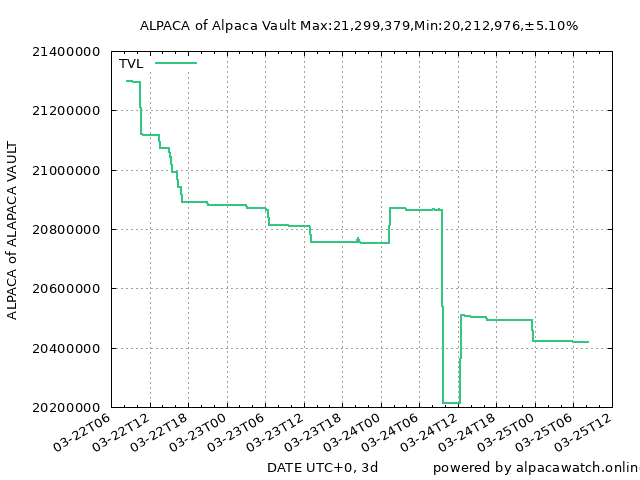 ALPACA of Alpaca Vault Max:21,299,379,Min:20,212,976,±5.10%
TVL
ALPACA of ALAPACA VAULT
21400000
21200000
21000000
20800000
20600000
20400000
20200000
03-22T06
03-22T12
03-22T18
03-23T00
03-23T06
03-23T12
03-23T18
03-24T00
03-24T06
03-24T12
03-24T18
03-25T00
03-25T06
03-25T12
DATE UTC+0, 3d
powered by alpacawatch.onlin